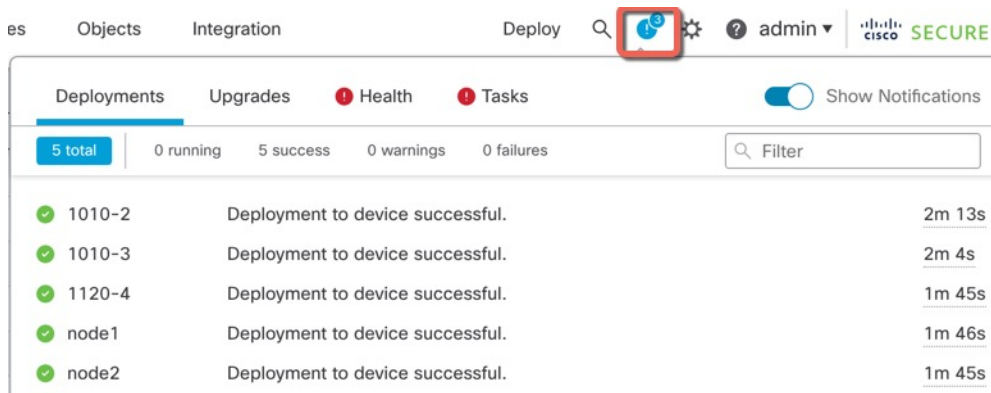 es Objects Integration Deploy 3 admin cisco SECURE
Deployments Upgrades Health Tasks Show Notifications
5 total 0 running 5 success 0 warnings 0 failures Filter
1010-2 Deployment to device successful. 2m 13s
1010-3 Deployment to device successful. 2m 4s
1120-4 Deployment to device successful. 1m 45s
node1 Deployment to device successful. 1m 46s
node2 Deployment to device successful. 1m 45s